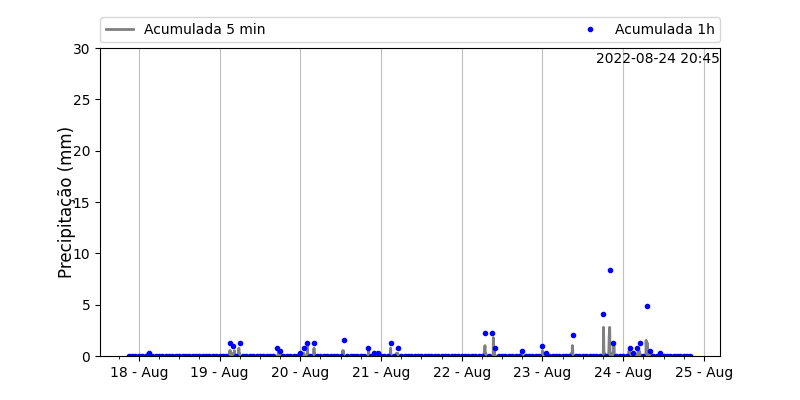 Acumulada 5 min
Acumulada 1h
2022-08-24 20:45
Precipitação (mm)
30
25
20
15
10
5
0
18 - Aug
19 - Aug
20 - Aug
21 - Aug
22 - Aug
23 - Aug
24 - Aug
25 - Aug